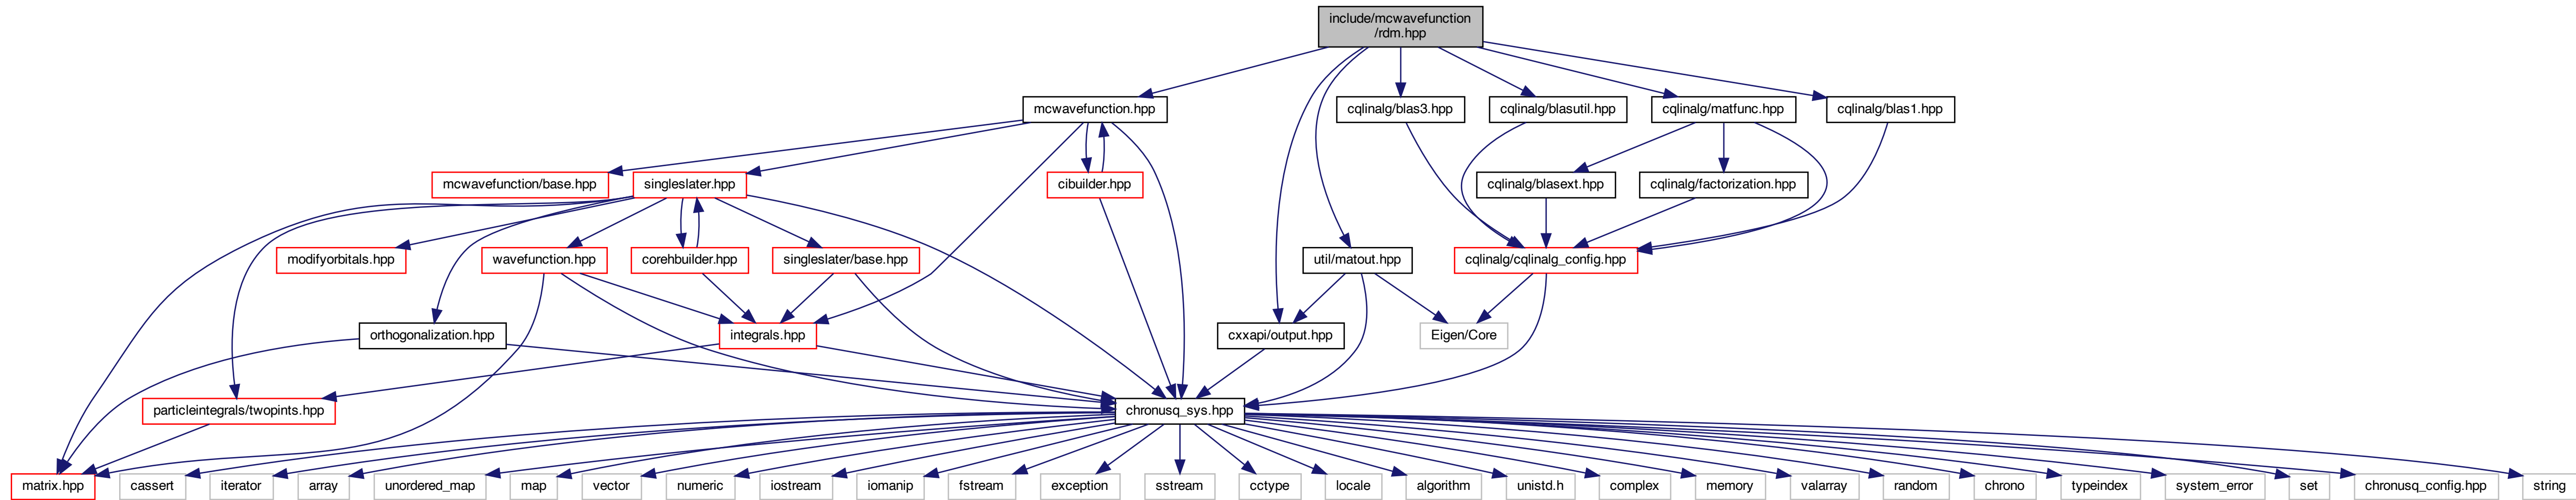 include/mcwavefunction
/rdm.hpp
mcwavefunction.hpp
cqlinalg/blas3.hpp
cqlinalg/blasutil.hpp
cqlinalg/matfunc.hpp
cqlinalg/blas1.hpp
mcwavefunction/base.hpp
singleslater.hpp
cibuilder.hpp
cqlinalg/blasext.hpp
cqlinalg/factorization.hpp
modifyorbitals.hpp
wavefunction.hpp
corehbuilder.hpp
singleslater/base.hpp
util/matout.hpp
cqlinalg/cqlinalg_config.hpp
orthogonalization.hpp
integrals.hpp
cxxapi/output.hpp
Eigen/Core
particleintegrals/twopints.hpp
chronusq_sys.hpp
matrix.hpp
cassert
iterator
array
unordered_map
map
vector
numeric
iostream
iomanip
fstream
exception
sstream
cctype
locale
algorithm
unistd.h
complex
memory
valarray
random
chrono
typeindex
system_error
set
chronusq_config.hpp
string